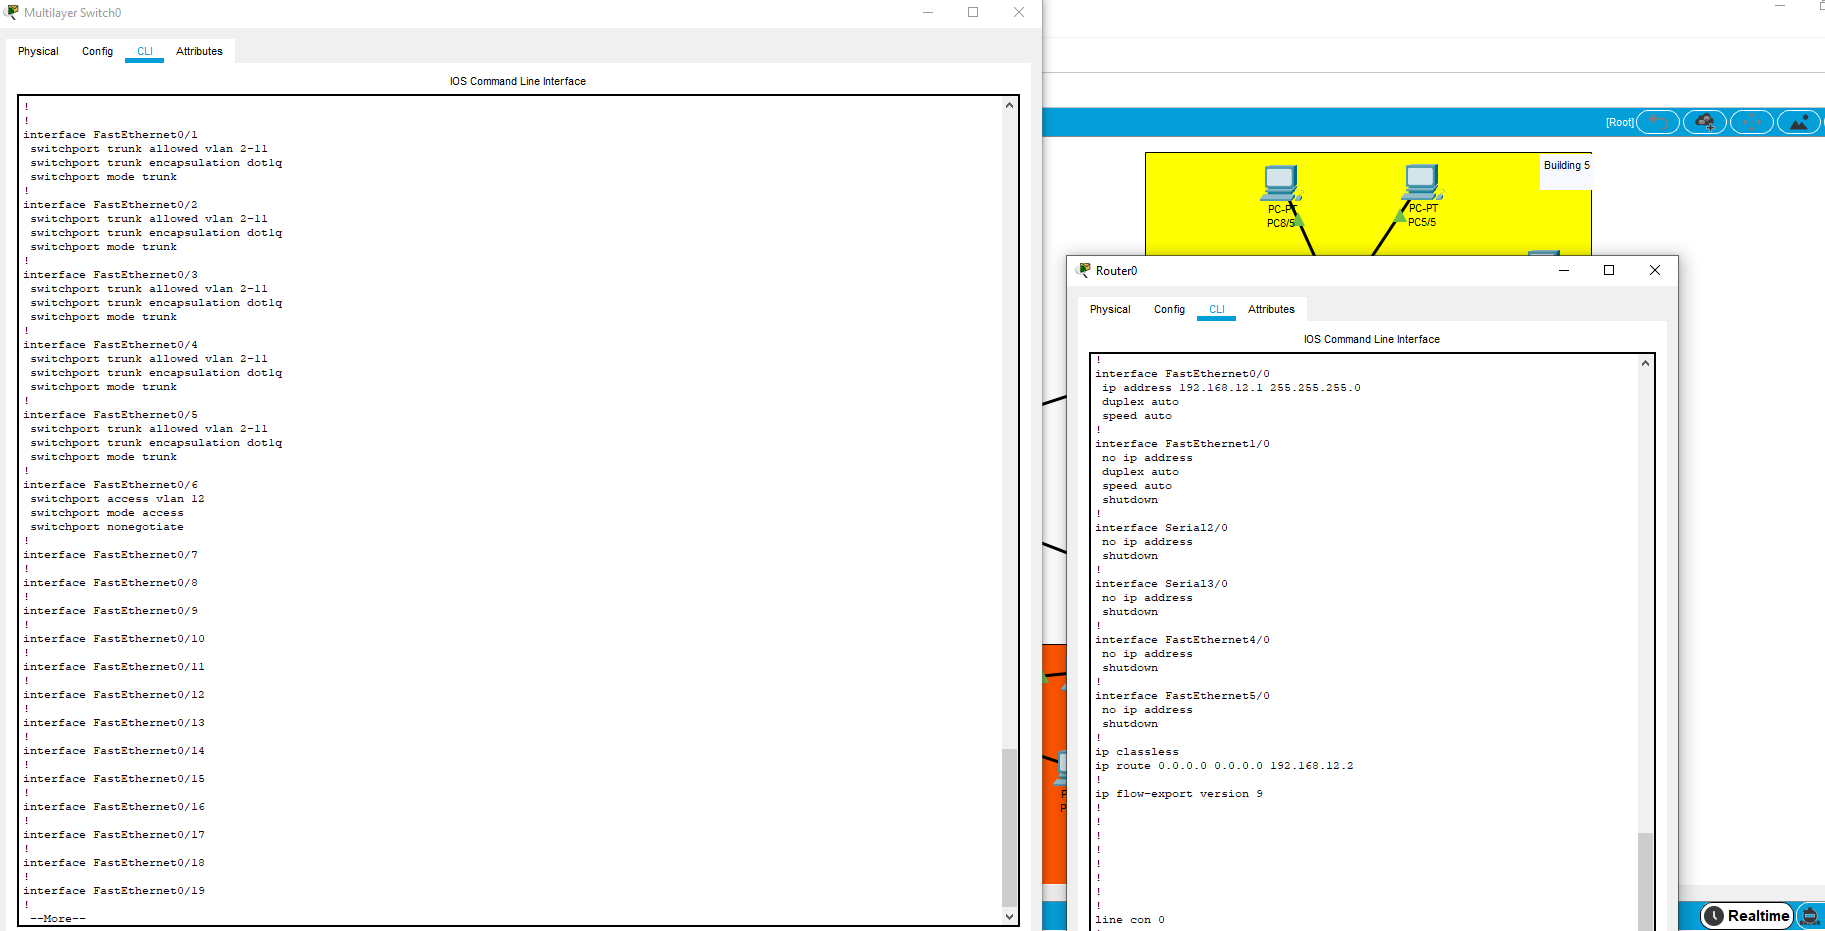 Multilayer Switch0
Physical Config CLI Attributes
IOS Command Line Interface
!
!
interface FastEthernet0/1
switchport trunk allowed vlan 2-11
switchport trunk encapsulation dot1q
switchport mode trunk
!
interface FastEthernet0/2
switchport trunk allowed vlan 2-11
switchport trunk encapsulation dot1q
switchport mode trunk
!
interface FastEthernet0/3
switchport trunk allowed vlan 2-11
switchport trunk encapsulation dot1q
switchport mode trunk
!
interface FastEthernet0/4
switchport trunk allowed vlan 2-11
switchport trunk encapsulation dot1q
switchport mode trunk
!
interface FastEthernet0/5
switchport trunk allowed vlan 2-11
switchport trunk encapsulation dot1q
switchport mode trunk
!
interface FastEthernet0/6
switchport access vlan 12
switchport mode access
switchport nonegotiate
!
interface FastEthernet0/7
!
interface FastEthernet0/8
!
interface FastEthernet0/9
!
interface FastEthernet0/10
!
interface FastEthernet0/11
!
interface FastEthernet0/12
!
interface FastEthernet0/13
!
interface FastEthernet0/14
!
interface FastEthernet0/15
!
interface FastEthernet0/16
!
interface FastEthernet0/17
!
interface FastEthernet0/18
!
interface FastEthernet0/19
!
--More--
[Root]
Building 5
PC-PT
PC8/5
PC-PT
PC5/5
Router0
Physical Config CLI Attributes
IOS Command Line Interface
!
interface FastEthernet0/0
ip address 192.168.12.1 255.255.255.0
duplex auto
speed auto
!
interface FastEthernet1/0
no ip address
duplex auto
speed auto
shutdown
!
interface Serial2/0
no ip address
shutdown
!
interface Serial3/0
no ip address
shutdown
!
interface FastEthernet4/0
no ip address
shutdown
!
interface FastEthernet5/0
no ip address
shutdown
!
ip classless
ip route 0.0.0.0 0.0.0.0 192.168.12.2
!
ip flow-export version 9
!
!
!
!
!
!
!
!
line con 0
Realtime